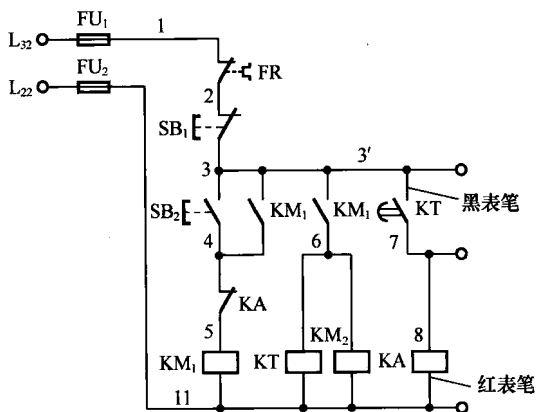 FU₁
1
L₃₂
FU₂
L₂₂
FR
2
SB₁
3
3'
黑表笔
SB₂
KM₁
KM₁
KT
4
6
7
KA
5
KM₂
8
KM₁
KT
KA
红表笔
11